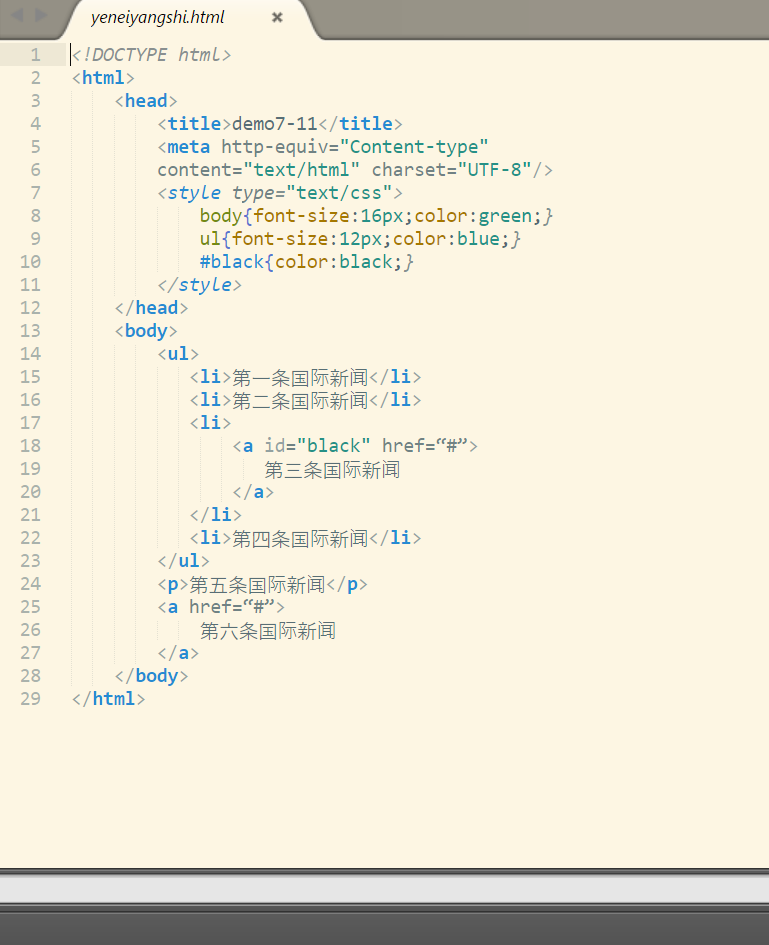 yeneiyangshi.html ×
1 <!DOCTYPE html>
2 <html>
3     <head>
4         <title>demo7-11</title>
5         <meta http-equiv="Content-type"
6         content="text/html" charset="UTF-8"/>
7         <style type="text/css">
8             body{font-size:16px;color:green;}
9             ul{font-size:12px;color:blue;}
10             #black{color:black;}
11         </style>
12     </head>
13     <body>
14         <ul>
15            <li>第一条国际新闻</li>
16            <li>第二条国际新闻</li>
17            <li>
18                <a id="black" href=“#”>
19                   第三条国际新闻
20                </a>
21            </li>
22            <li>第四条国际新闻</li>
23         </ul>
24         <p>第五条国际新闻</p>
25         <a href=“#”>
26             第六条国际新闻
27         </a>
28     </body>
29 </html>